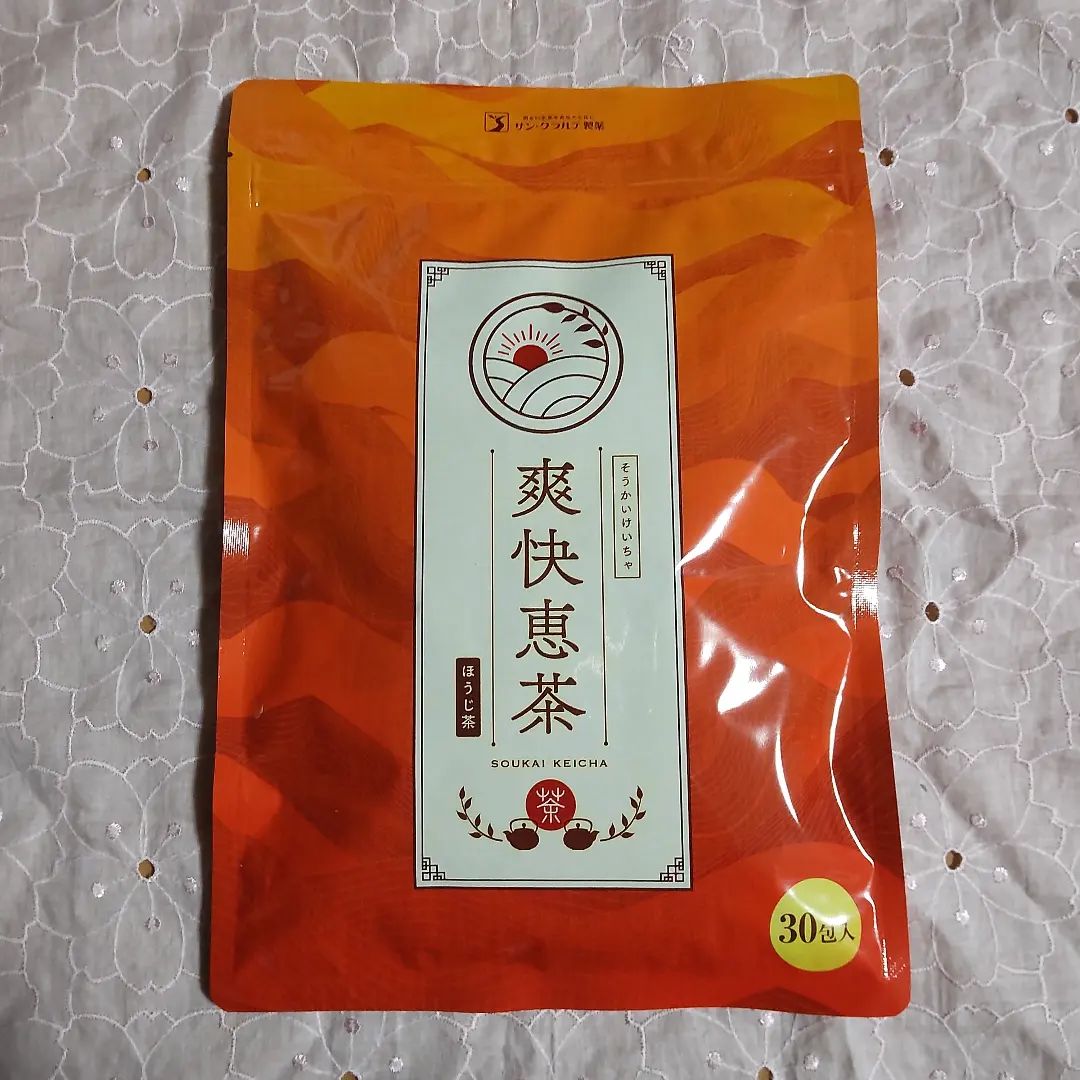 サン・クラルテ製薬
そうかいけいちゃ
爽快恵茶
ほうじ茶
SOUKAI KEICHA
茶
30包入